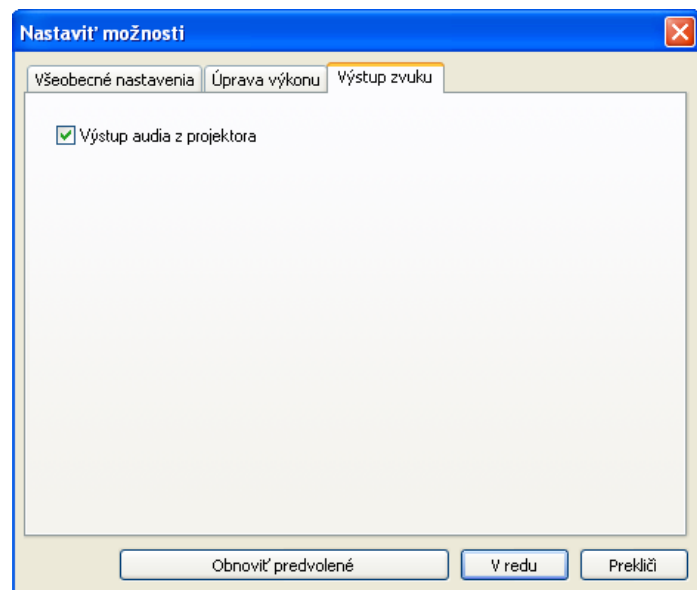 Nastaviť možnosti
Všeobecné nastavenia Úprava výkonu Výstup zvuku
Výstup audia z projektora
Obnoviť predvolené V redu Prekliči